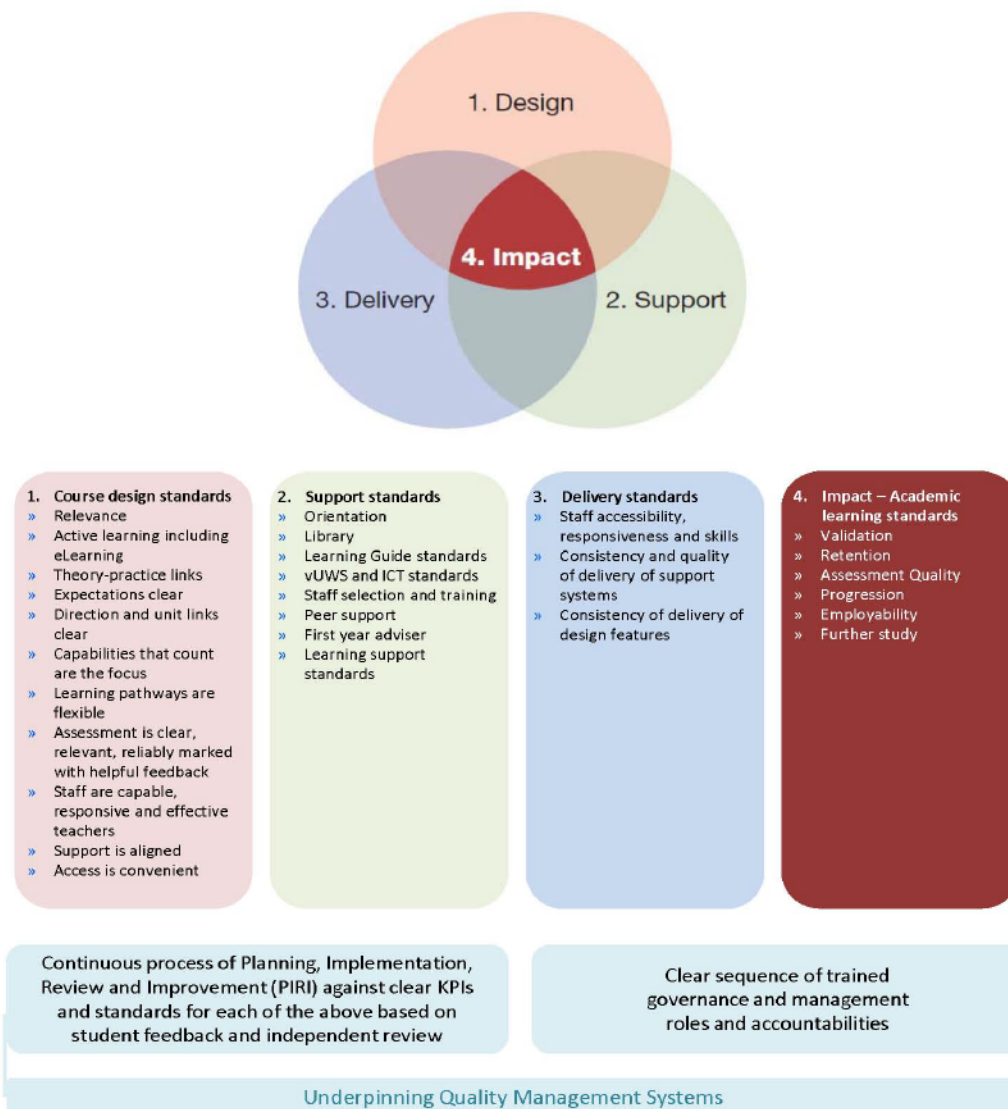 1. Design
4. Impact
3. Delivery
2. Support
1. Course design standards
» Relevance
» Active learning including
eLearning
» Theory-practice links
» Expectations clear
» Direction and unit links
clear
» Capabilities that count
are the focus
» Learning pathways are
flexible
» Assessment is clear,
relevant, reliably marked
with helpful feedback
» Staff are capable,
responsive and effective
teachers
» Support is aligned
» Access is convenient
2. Support standards
» Orientation
» Library
» Learning Guide standards
» vUWS and ICT standards
» Staff selection and training
» Peer support
» First year adviser
» Learning support
standards
3. Delivery standards
» Staff accessibility,
responsiveness and skills
» Consistency and quality
of delivery of support
systems
» Consistency of delivery of
design features
4. Impact – Academic
learning standards
» Validation
» Retention
» Assessment Quality
» Progression
» Employability
» Further study
Continuous process of Planning, Implementation,
Review and Improvement (PIRI) against clear KPIs
and standards for each of the above based on
student feedback and independent review
Clear sequence of trained
governance and management
roles and accountabilities
Underpinning Quality Management Systems